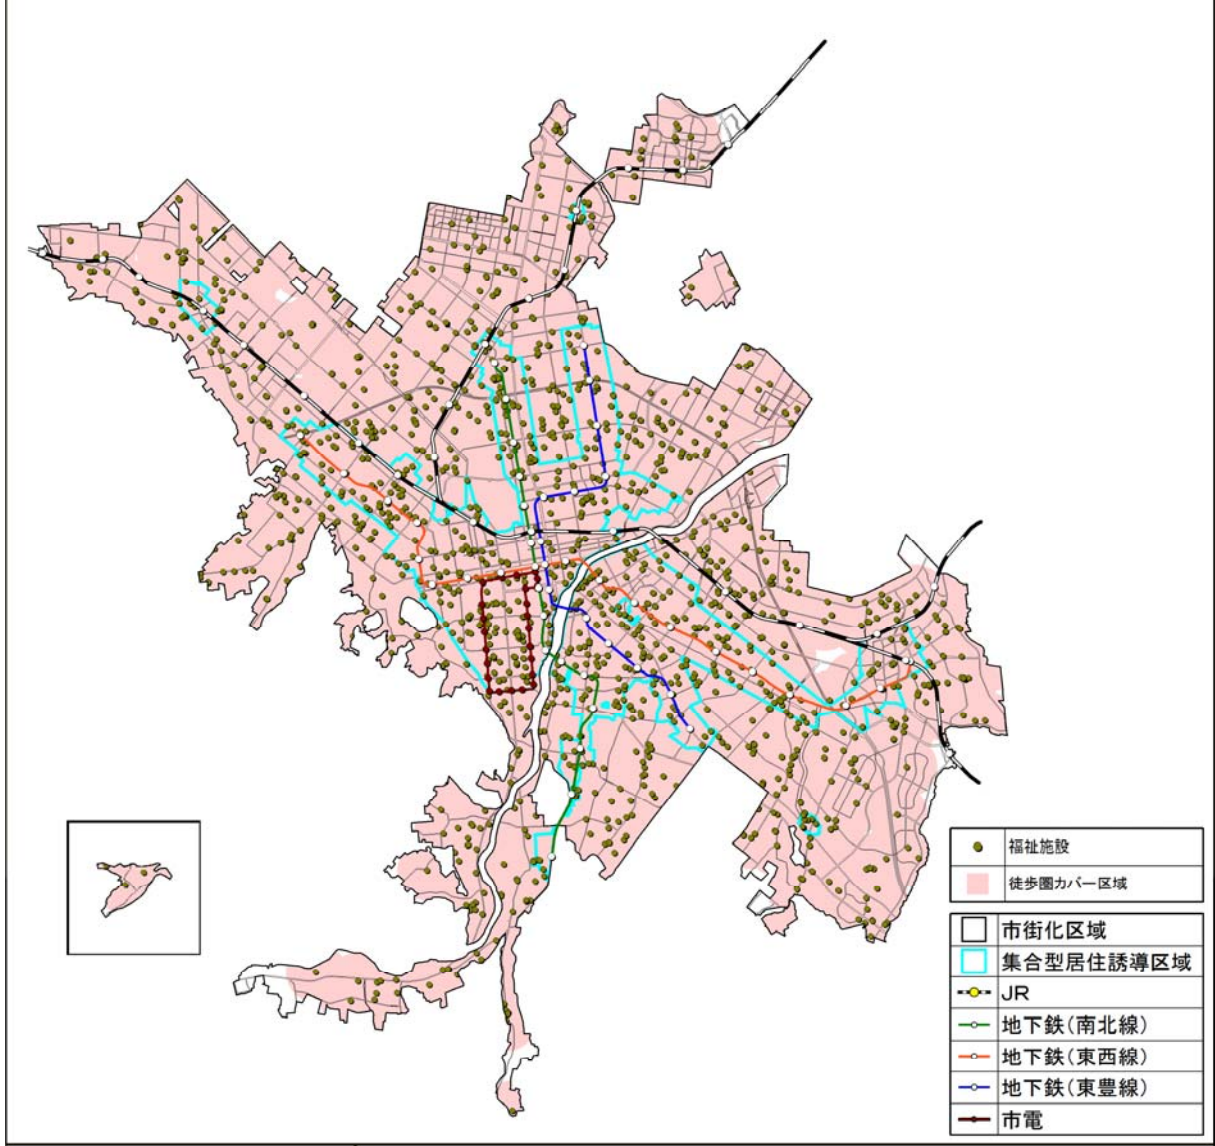 福祉施設
徒歩圏カバー区域
市街化区域
集合型居住誘導区域
JR
地下鉄(南北線)
地下鉄(東西線)
地下鉄(東豊線)
市電